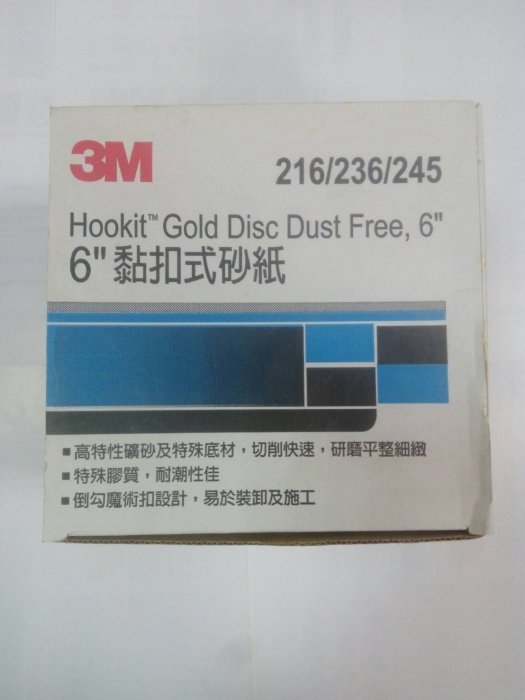 3M
216/236/245
Hookit™ Gold Disc Dust Free, 6"
6" 黏扣式砂紙
■高特性礦砂及特殊底材，切削快速，研磨平整細緻
■特殊膠質，耐潮性佳
■倒勾魔術扣設計，易於裝卸及施工